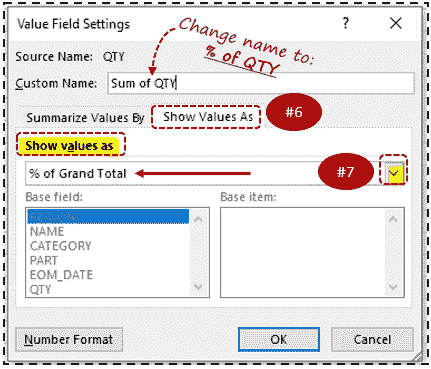 Value Field Settings ? ×
Change name to:
% of QTY
Source Name: QTY
Custom Name: Sum of QTY
Summarize Values By Show Values As #6
Show values as
% of Grand Total #7
Base field: Base item:
NAME
CATEGORY
PART
EOM_DATE
QTY
Number Format OK Cancel